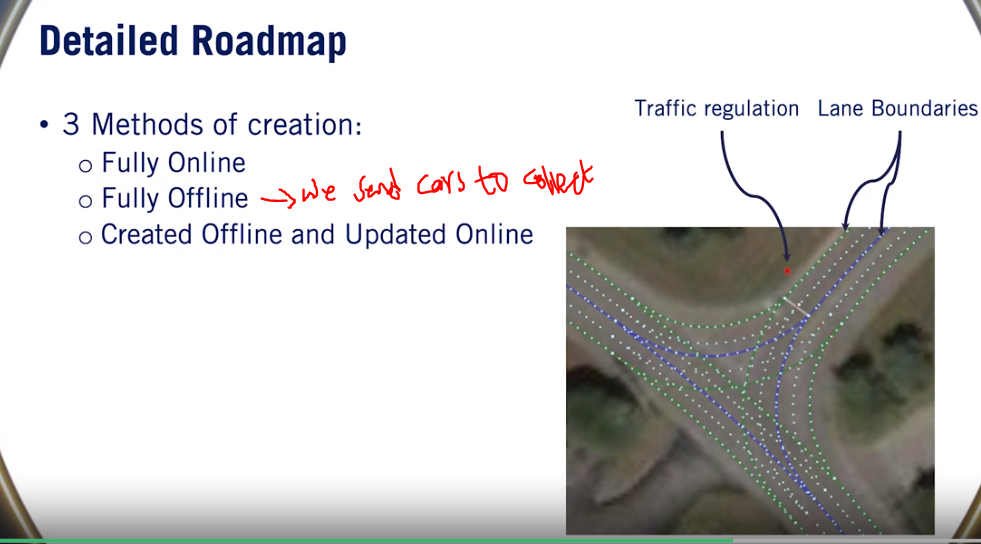 Detailed Roadmap
• 3 Methods of creation:
o Fully Online
o Fully Offline → we send cars to collect
o Created Offline and Updated Online
Traffic regulation
Lane Boundaries